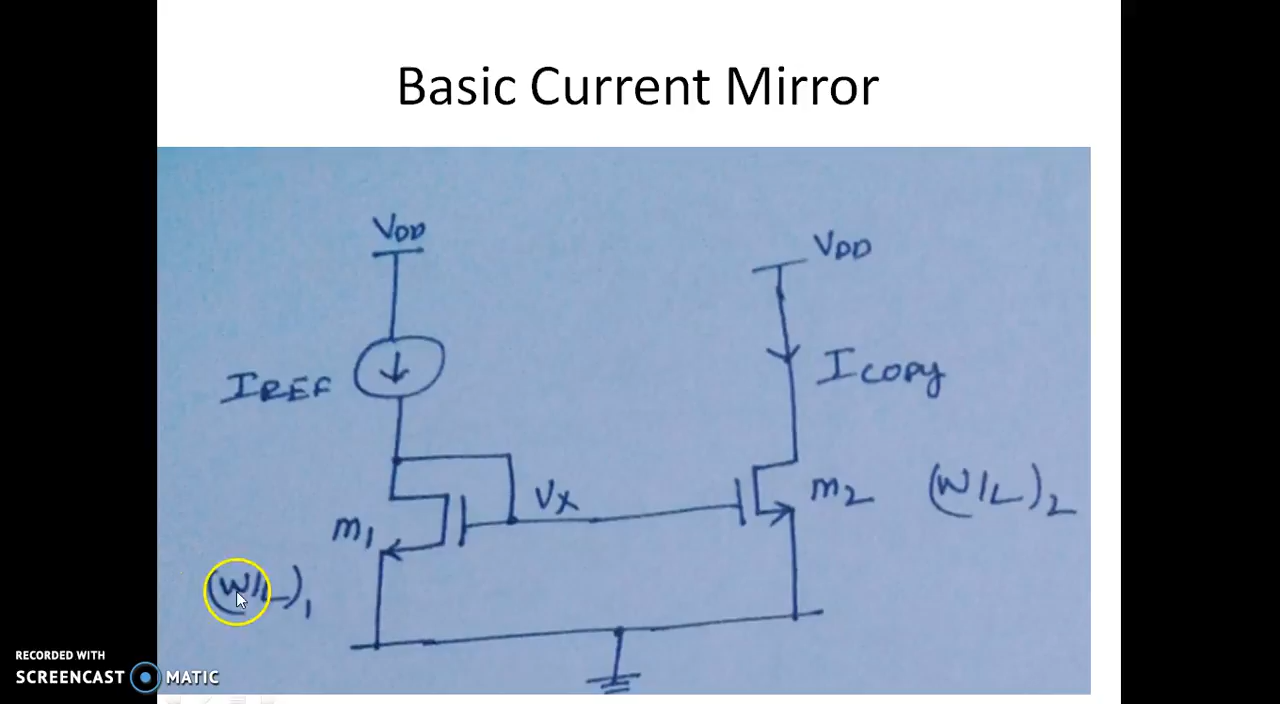 Basic Current Mirror
VDD
VDD
IREF
Icopy
VX
M1
M2
(W/L)2
(W/L)1
RECORDED WITH
SCREENCAST MATIC